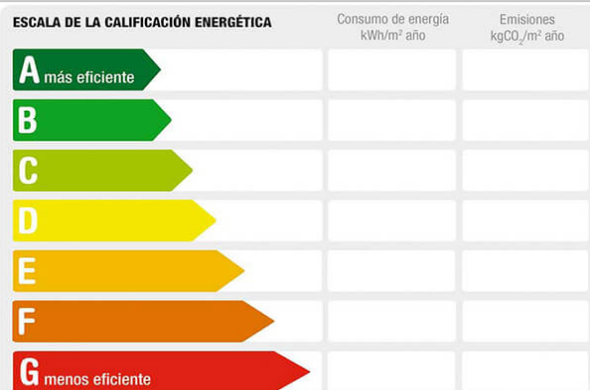 ESCALA DE LA CALIFICACIÓN ENERGÉTICA
Consumo de energía
kWh/m² año
Emisiones
kgCO₂/m² año
A más eficiente
B
C
D
E
F
G menos eficiente